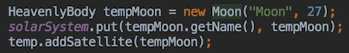 HeavenlyBody tempMoon = new Moon("Moon", 27);
solarSystem.put(tempMoon.getName(), tempMoon);
temp.addSatellite(tempMoon);